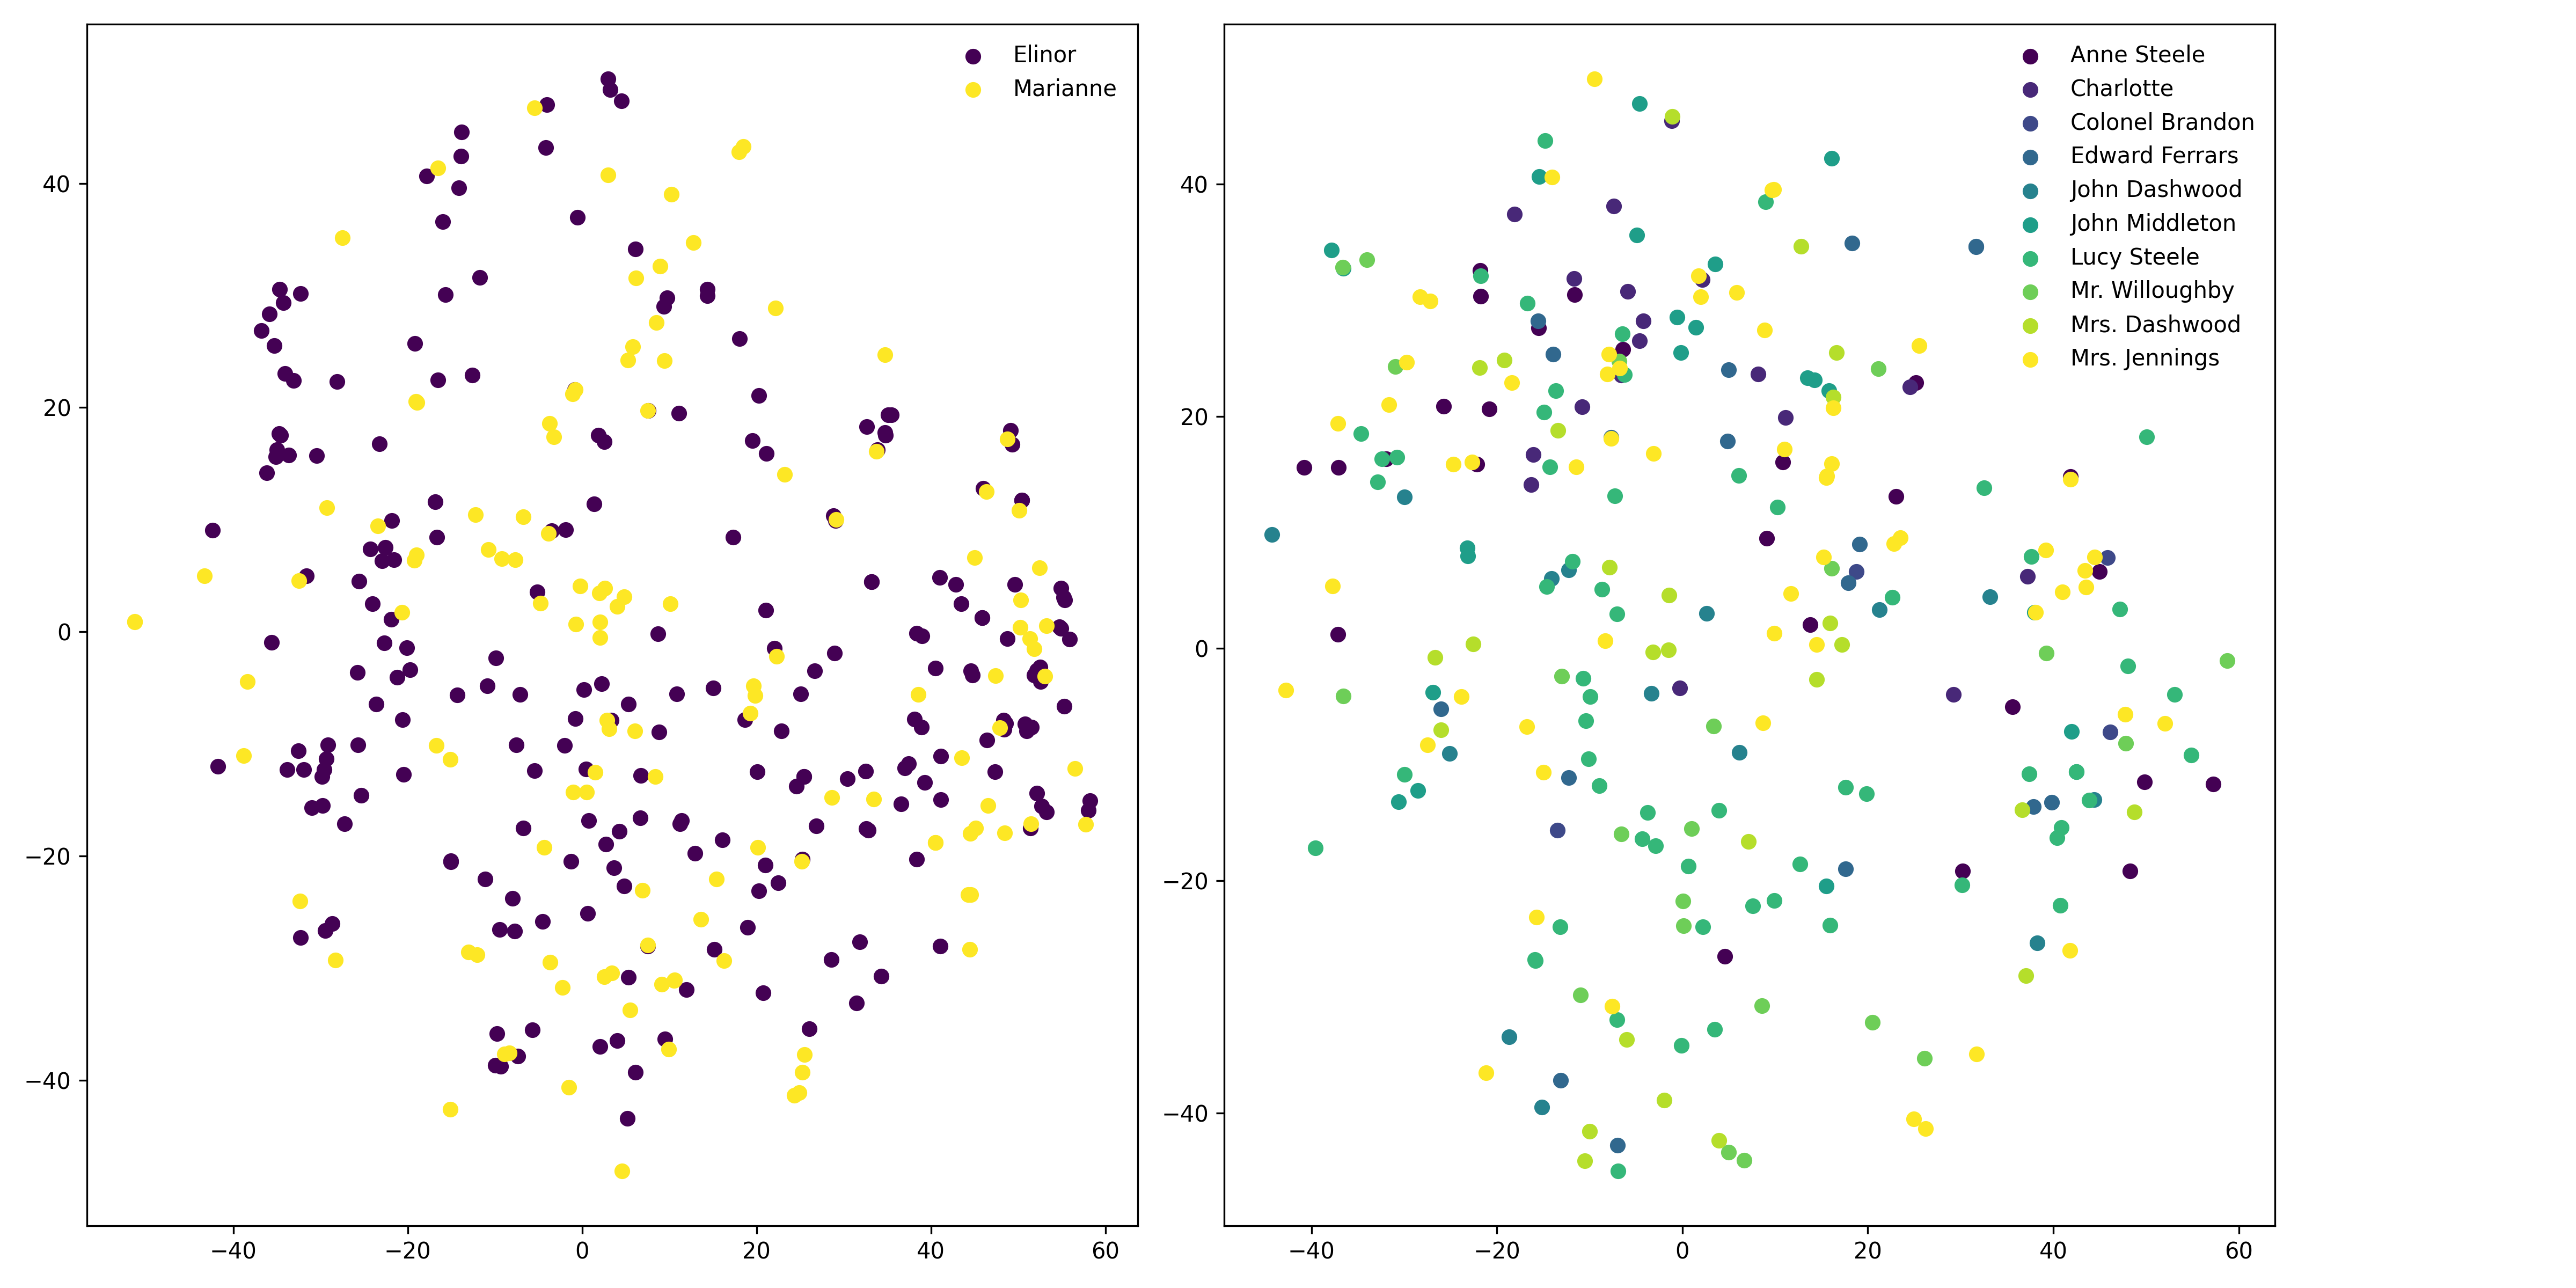 Elinor
Marianne
40
20
0
−20
−40
−40
−20
0
20
40
60
Anne Steele
Charlotte
Colonel Brandon
Edward Ferrars
John Dashwood
John Middleton
Lucy Steele
Mr. Willoughby
Mrs. Dashwood
Mrs. Jennings
40
20
0
−20
−40
−40
−20
0
20
40
60